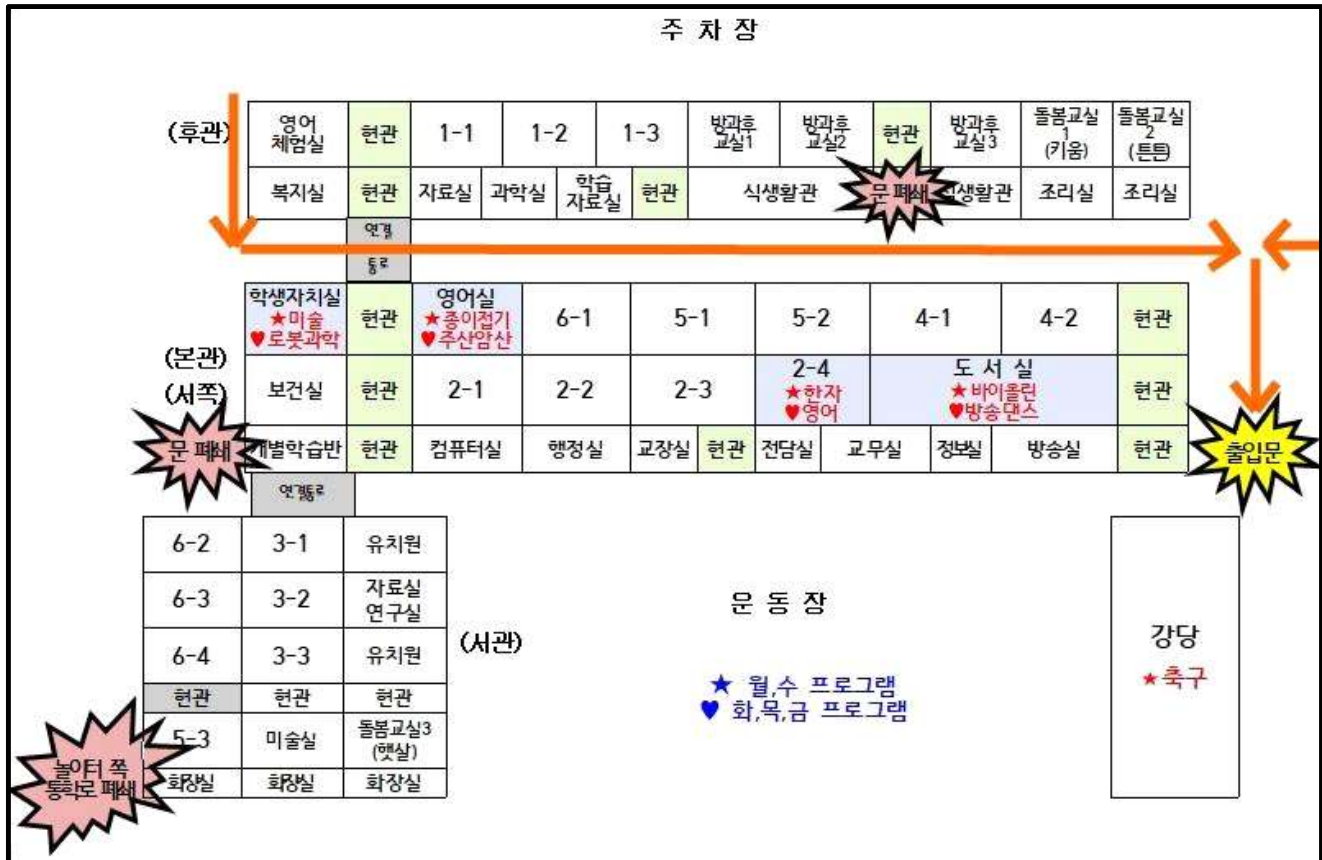 주 차 장
(후관)
영어
체험실
현관
1-1
1-2
1-3
방과후
교실1
방과후
교실2
현관
방과후
교실3
돌봄교실
1
(키움)
돌봄교실
2
(튼튼)
복지실
현관
자료실
과학실
학습
자료실
현관
식생활관
문 폐쇄
식생활관
조리실
조리실
연결
통로
(본관)
(서쪽)
학생자치실
★미술
♥로봇과학
현관
영어실
★종이접기
♥주산암산
6-1
5-1
5-2
4-1
4-2
현관
보건실
현관
2-1
2-2
2-3
2-4
★한자
♥영어
도 서 실
★바이올린
♥방송댄스
현관
문 폐쇄
개별학습반
현관
컴퓨터실
행정실
교장실
현관
전담실
교무실
정보실
방송실
현관
출입문
연결통로
6-2
3-1
유치원
6-3
3-2
자료실
연구실
6-4
3-3
유치원
(서관)
현관
현관
현관
5-3
미술실
돌봄교실3
(햇살)
화장실
화장실
화장실
놀이터 쪽
통학로 폐쇄
운 동 장
★ 월,수 프로그램
♥ 화,목,금 프로그램
강당
★축구